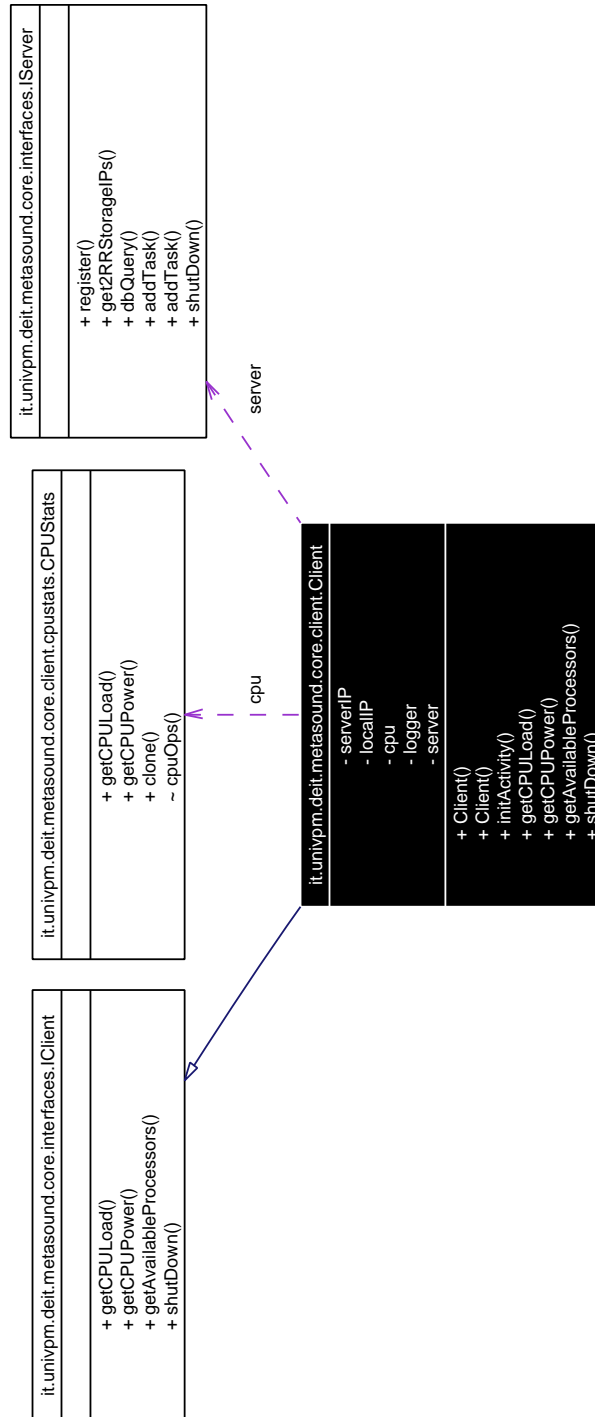 it.univpm.deit.metasound.core.interfaces.IClient
+ getCPULoad()
+ getCPUPower()
+ getAvailableProcessors()
+ shutDown()
it.univpm.deit.metasound.core.client.cpustats.CPUStats
+ getCPULoad()
+ getCPUPower()
+ clone()
~ cpuOps()
it.univpm.deit.metasound.core.interfaces.IServer
+ register()
+ get2RRStorageIPs()
+ dbQuery()
+ addTask()
+ addTask()
+ shutDown()
cpu
server
it.univpm.deit.metasound.core.client.Client
- serverIP
- localIP
- cpu
- logger
- server
+ Client()
+ Client()
+ initActivity()
+ getCPULoad()
+ getCPUPower()
+ getAvailableProcessors()
+ shutDown()